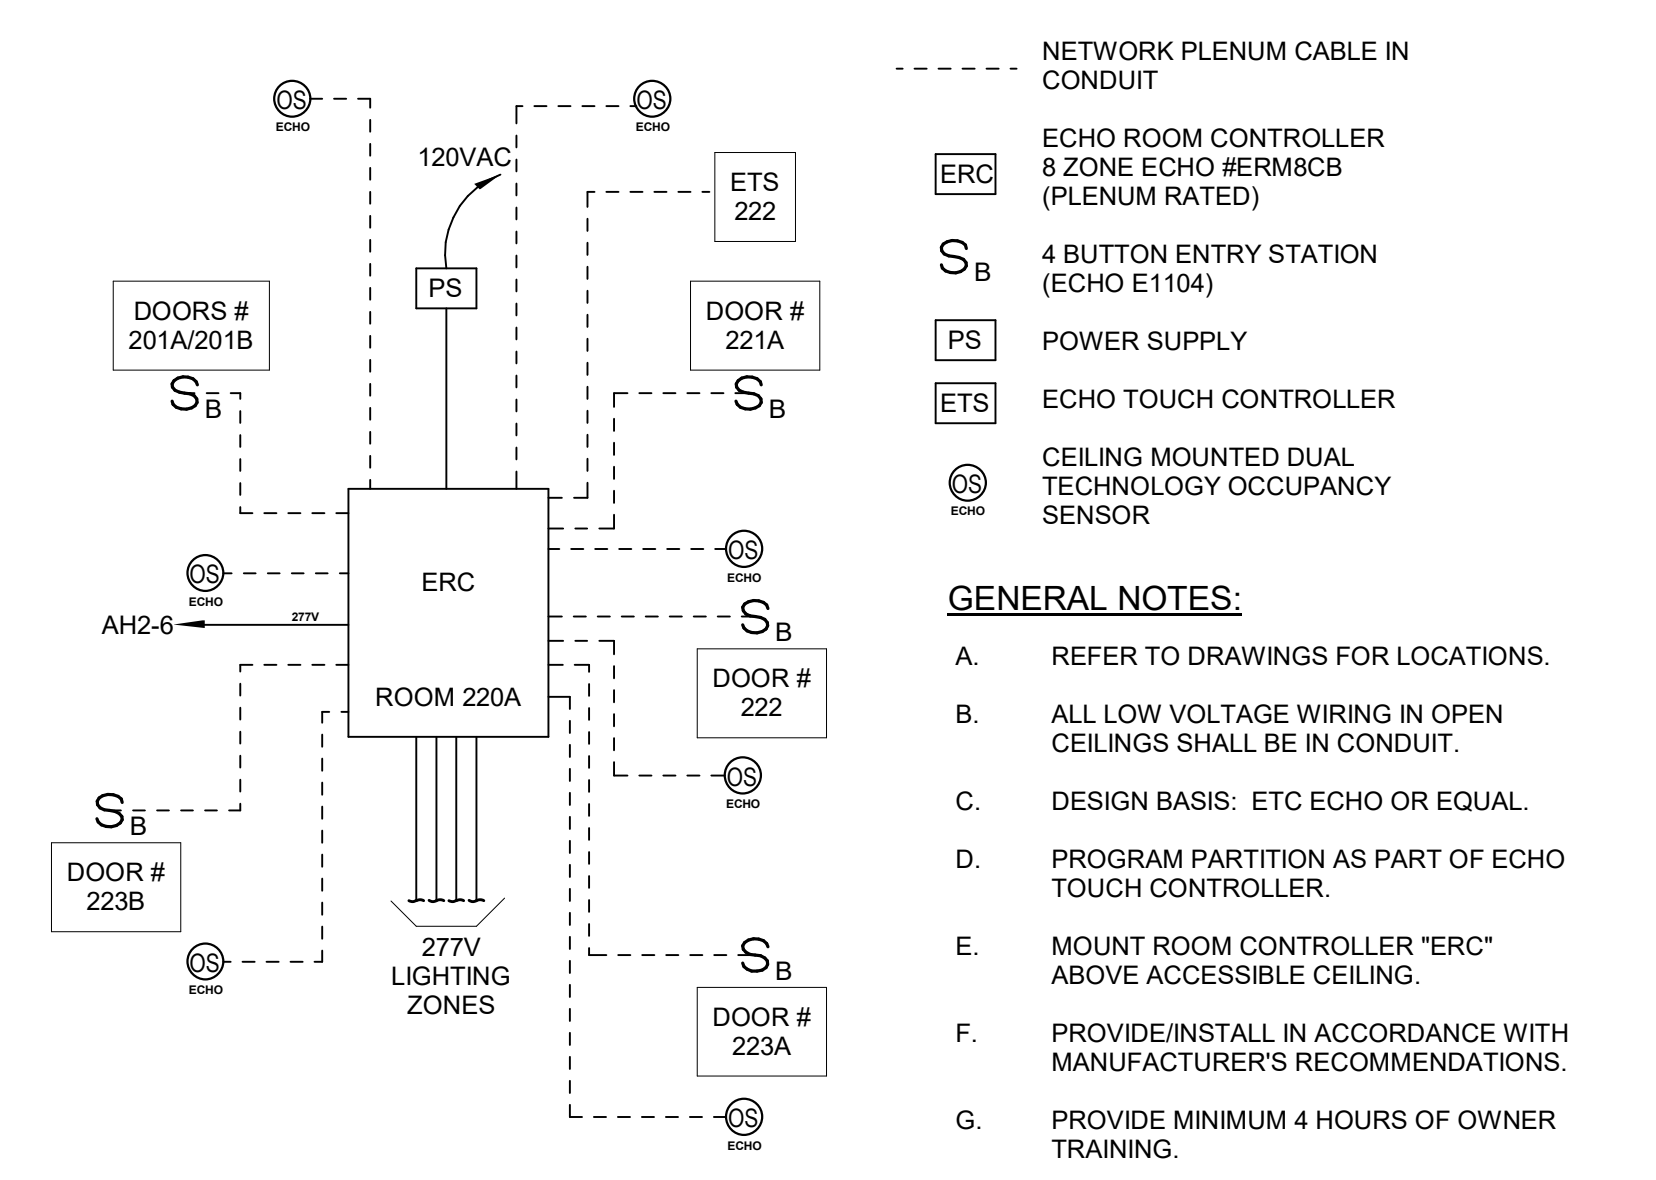 OS
ECHO
OS
ECHO
120VAC
ETS
222
PS
DOORS #
201A/201B
SB
DOOR #
221A
SB
OS
ECHO
OS
ECHO
ERC
AH2-6
277V
SB
DOOR #
222
ROOM 220A
OS
ECHO
SB
DOOR #
223B
OS
ECHO
277V
LIGHTING
ZONES
SB
DOOR #
223A
OS
ECHO
NETWORK PLENUM CABLE IN
CONDUIT
ERC
ECHO ROOM CONTROLLER
8 ZONE ECHO #ERM8CB
(PLENUM RATED)
SB
4 BUTTON ENTRY STATION
(ECHO E1104)
PS
POWER SUPPLY
ETS
ECHO TOUCH CONTROLLER
OS
ECHO
CEILING MOUNTED DUAL
TECHNOLOGY OCCUPANCY
SENSOR
GENERAL NOTES:
A. REFER TO DRAWINGS FOR LOCATIONS.
B. ALL LOW VOLTAGE WIRING IN OPEN
CEILINGS SHALL BE IN CONDUIT.
C. DESIGN BASIS: ETC ECHO OR EQUAL.
D. PROGRAM PARTITION AS PART OF ECHO
TOUCH CONTROLLER.
E. MOUNT ROOM CONTROLLER "ERC"
ABOVE ACCESSIBLE CEILING.
F. PROVIDE/INSTALL IN ACCORDANCE WITH
MANUFACTURER'S RECOMMENDATIONS.
G. PROVIDE MINIMUM 4 HOURS OF OWNER
TRAINING.